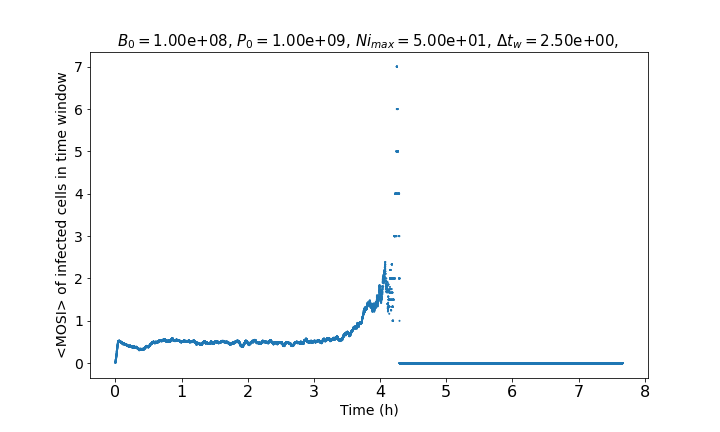 B₀ = 1.00e+08, P₀ = 1.00e+09, Ni_max = 5.00e+01, Δt_w = 2.50e+00,
<MOSI> of infected cells in time window
7
6
5
4
3
2
1
0
0 1 2 3 4 5 6 7 8
Time (h)